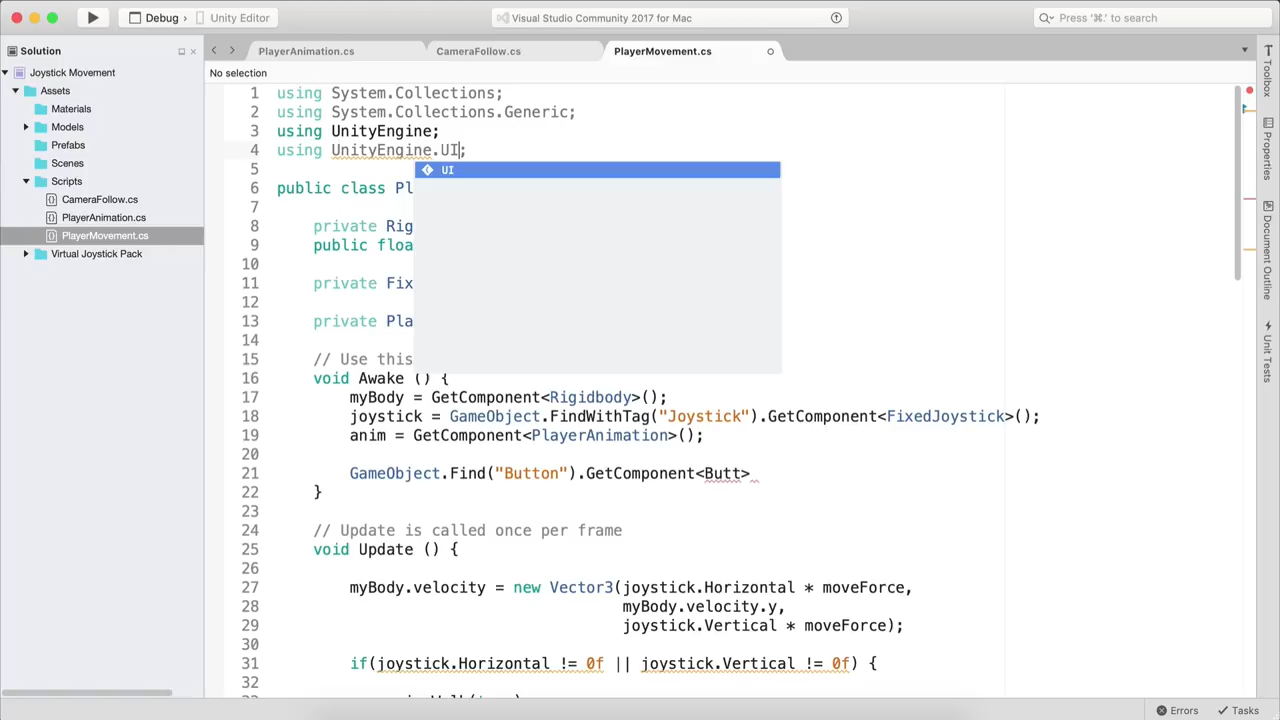 Debug › Unity Editor
Visual Studio Community 2017 for Mac
Press '⌘.' to search
Solution
PlayerAnimation.cs
CameraFollow.cs
PlayerMovement.cs
No selection
Joystick Movement
Assets
Materials
Models
Prefabs
Scenes
Scripts
CameraFollow.cs
PlayerAnimation.cs
PlayerMovement.cs
Virtual Joystick Pack
1 using System.Collections;
2 using System.Collections.Generic;
3 using UnityEngine;
4 using UnityEngine.UI;
UI
5
6 public class Pl
7
8 private Rig
9 public floa
10
11 private Fix
12
13 private Pla
14
15 // Use this
16 void Awake () {
17 myBody = GetComponent<Rigidbody>();
18 joystick = GameObject.FindWithTag("Joystick").GetComponent<FixedJoystick>();
19 anim = GetComponent<PlayerAnimation>();
20
21 GameObject.Find("Button").GetComponent<Butt>
22 }
23
24 // Update is called once per frame
25 void Update () {
26
27 myBody.velocity = new Vector3(joystick.Horizontal * moveForce,
28 myBody.velocity.y,
29 joystick.Vertical * moveForce);
30
31 if(joystick.Horizontal != 0f || joystick.Vertical != 0f) {
32
Toolbox
Properties
Document Outline
Unit Tests
Errors
Tasks